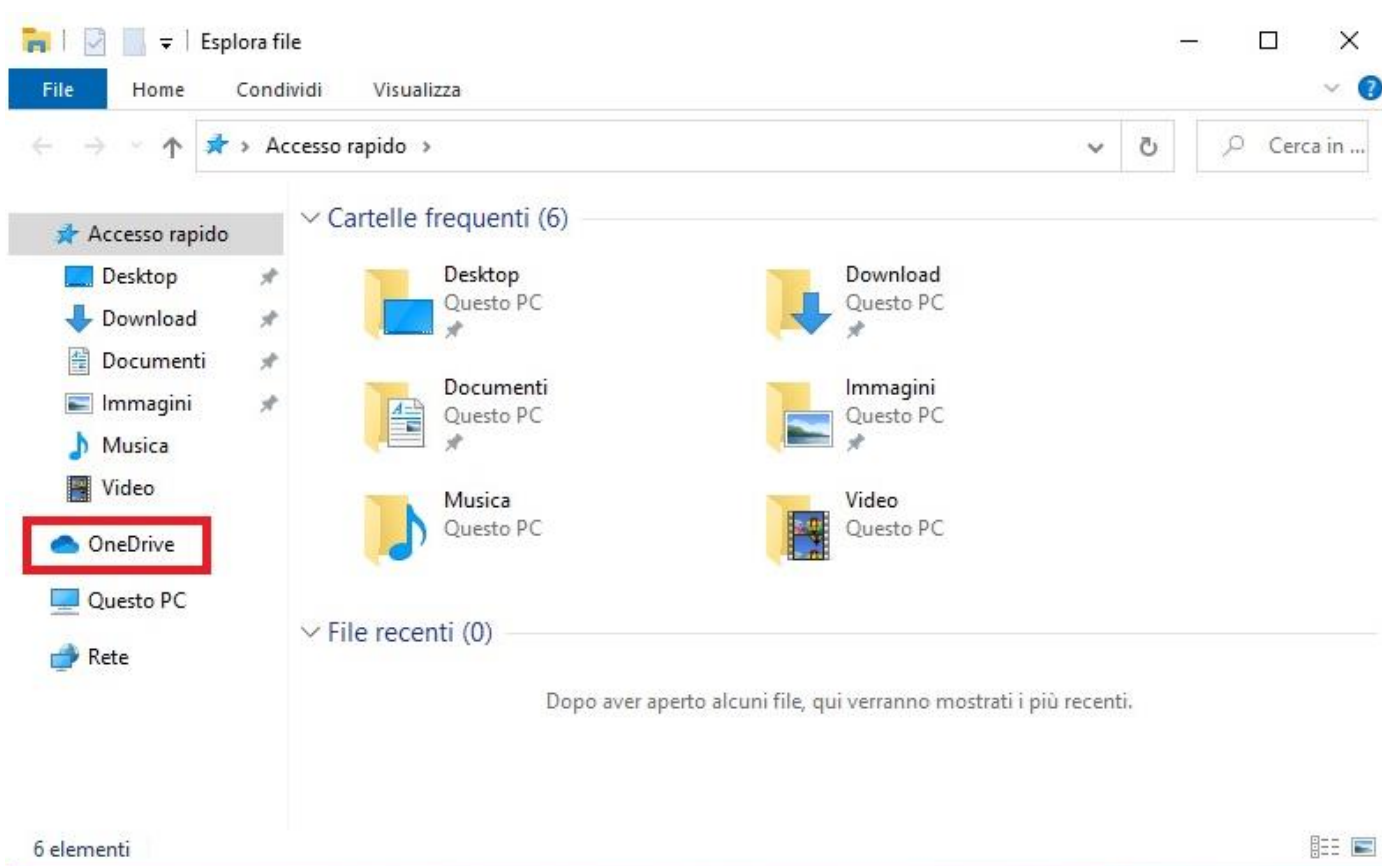 Esplora file
File Home Condividi Visualizza
Accesso rapido
Cerca in ...
Accesso rapido
Desktop
Download
Documenti
Immagini
Musica
Video
OneDrive
Questo PC
Rete
Cartelle frequenti (6)
Desktop
Questo PC
Download
Questo PC
Documenti
Questo PC
Immagini
Questo PC
Musica
Questo PC
Video
Questo PC
File recenti (0)
Dopo aver aperto alcuni file, qui verranno mostrati i più recenti.
6 elementi